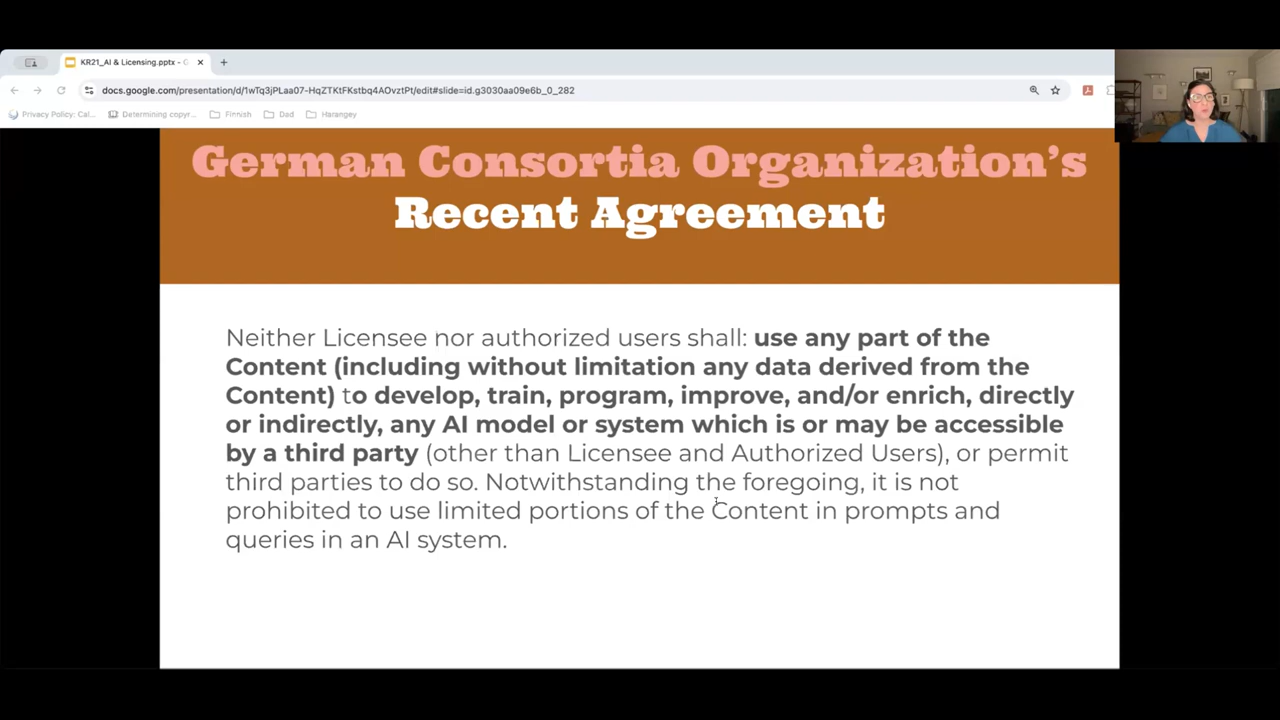 KR21_AI & Licensing.pptx - G
docs.google.com/presentation/d/1wTq3jPLaa07-HqZTKtFKstbq4AOvztPt/edit#slide=id.g3030aa09e6b_0_282
Privacy Policy: Cal... Determining copyr... Finnish Dad Harangey
German Consortia Organization's
Recent Agreement
Neither Licensee nor authorized users shall: use any part of the
Content (including without limitation any data derived from the
Content) to develop, train, program, improve, and/or enrich, directly
or indirectly, any AI model or system which is or may be accessible
by a third party (other than Licensee and Authorized Users), or permit
third parties to do so. Notwithstanding the foregoing, it is not
prohibited to use limited portions of the Content in prompts and
queries in an AI system.